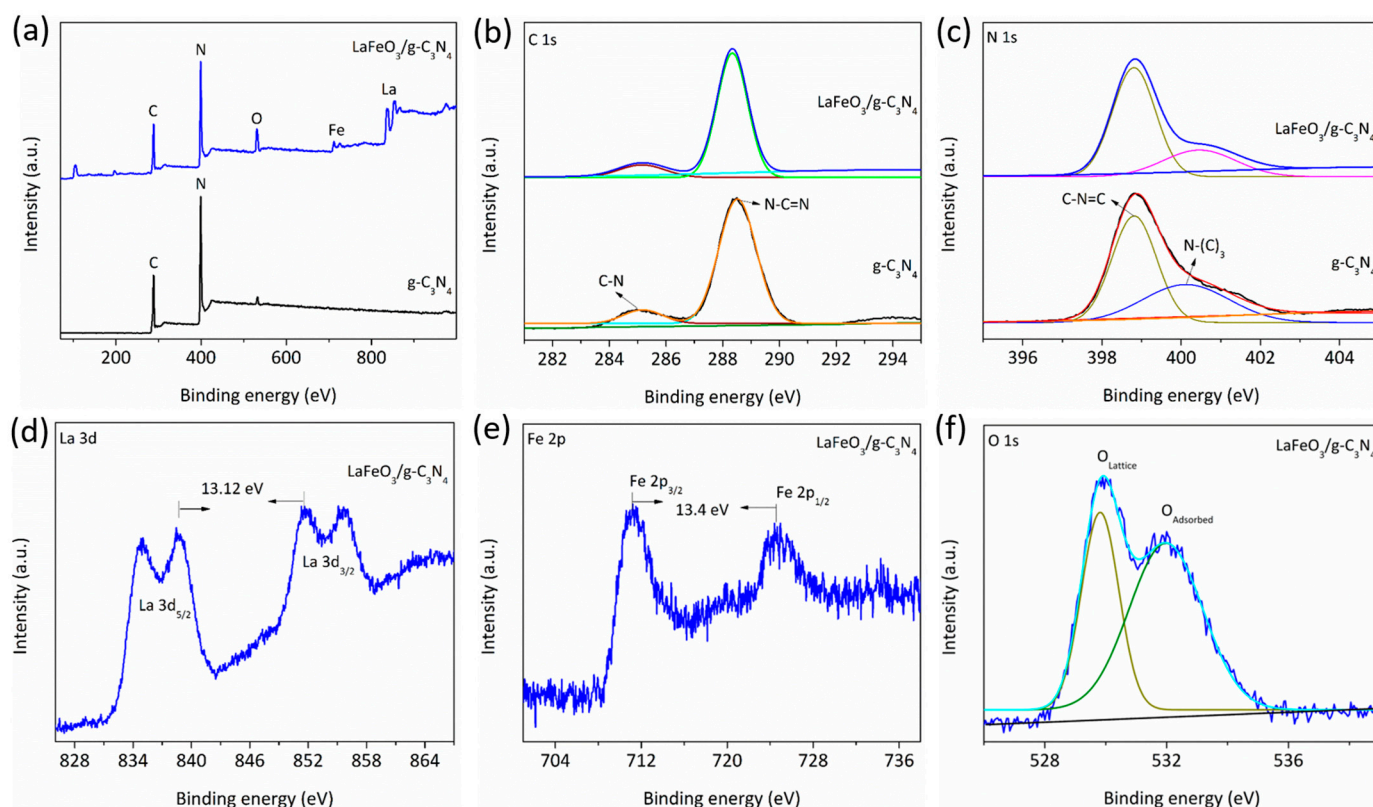 (a)
LaFeO₃/g-C₃N₄
N
C
O
Fe
La
N
C
g-C₃N₄
Intensity (a.u.)
200 400 600 800
Binding energy (eV)
(b)
C 1s
LaFeO₃/g-C₃N₄
N-C=N
C-N
g-C₃N₄
Intensity (a.u.)
282 284 286 288 290 292 294
Binding energy (eV)
(c)
N 1s
LaFeO₃/g-C₃N₄
C-N=C
N-(C)₃
g-C₃N₄
Intensity (a.u.)
396 398 400 402 404
Binding energy (eV)
(d)
La 3d
LaFeO₃/g-C₃N₄
13.12 eV
La 3d₅/₂
La 3d₃/₂
Intensity (a.u.)
828 834 840 846 852 858 864
Binding energy (eV)
(e)
Fe 2p
LaFeO₃/g-C₃N₄
Fe 2p₃/₂
Fe 2p₁/₂
13.4 eV
Intensity (a.u.)
704 712 720 728 736
Binding energy (eV)
(f)
O 1s
LaFeO₃/g-C₃N₄
O Lattice
O Adsorbed
Intensity (a.u.)
528 532 536
Binding energy (eV)